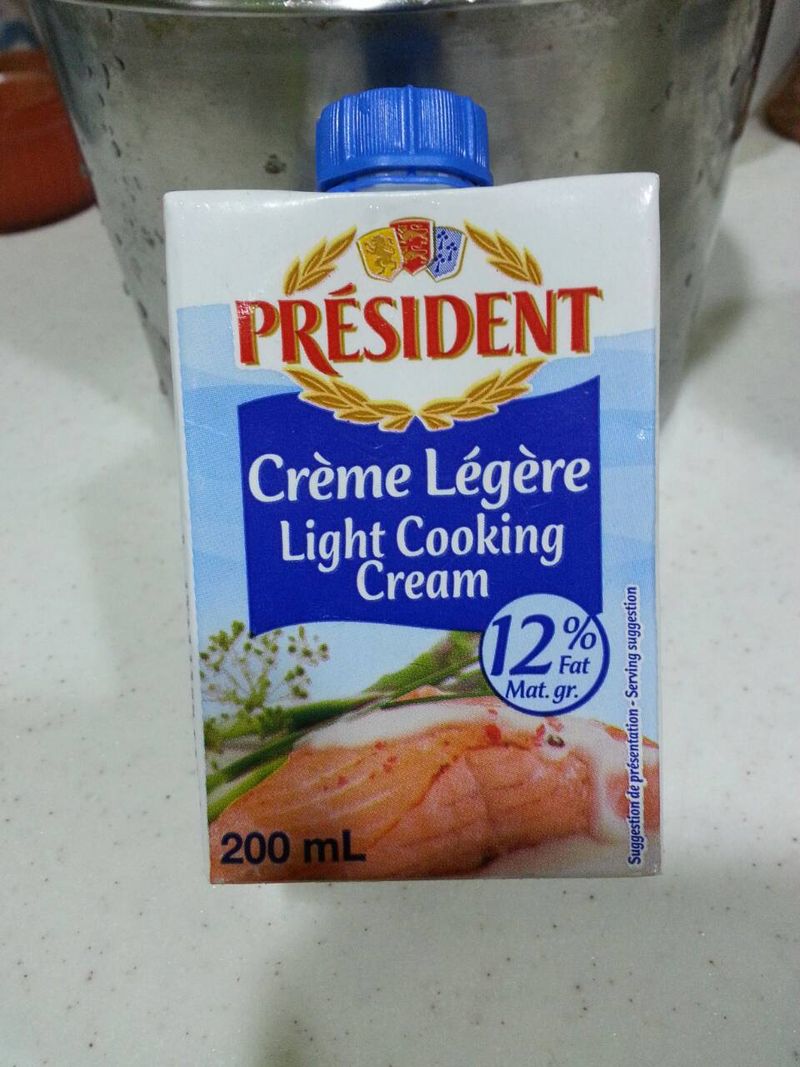 PRÉSIDENT
Crème Légère
Light Cooking
Cream
12%
Fat
Mat. gr.
Suggestion de présentation - Serving suggestion
200 mL